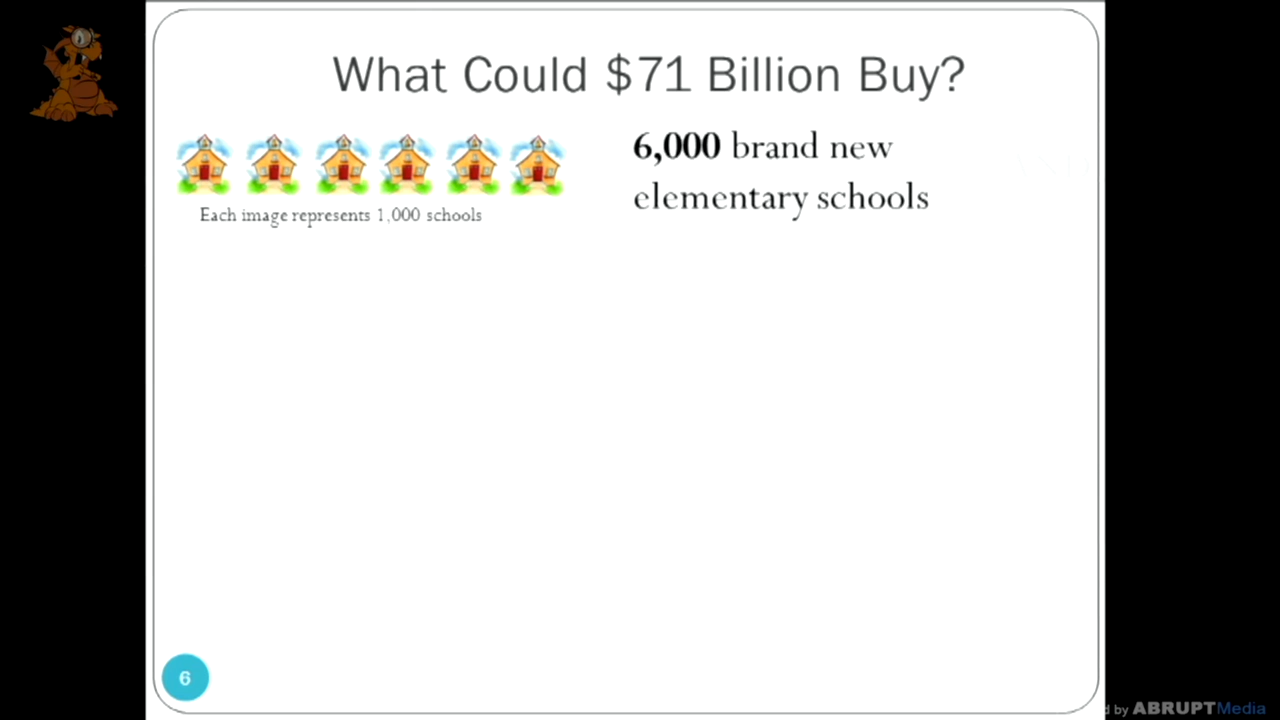 What Could $71 Billion Buy?
6,000 brand new
elementary schools
Each image represents 1,000 schools
6
d by ABRUPTMedia